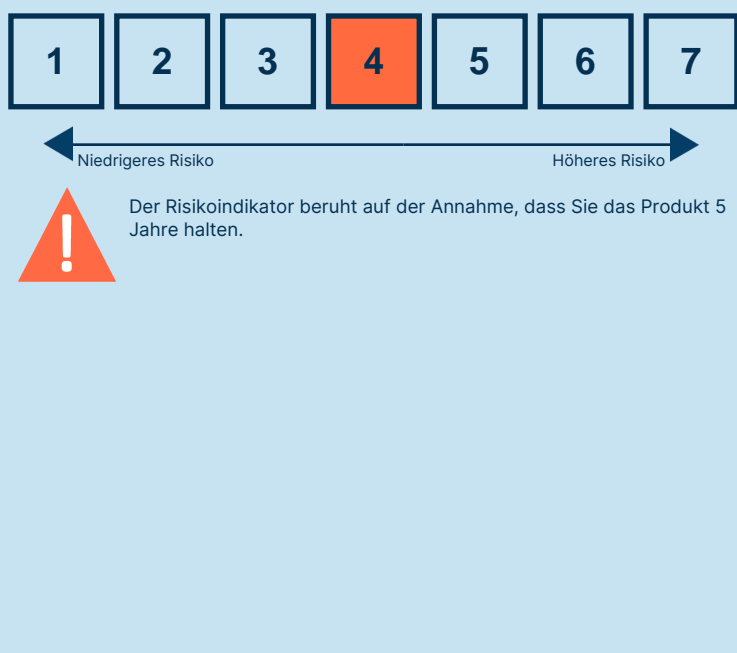 1 2 3 4 5 6 7
Niedrigeres Risiko Höheres Risiko
Der Risikoindikator beruht auf der Annahme, dass Sie das Produkt 5
Jahre halten.